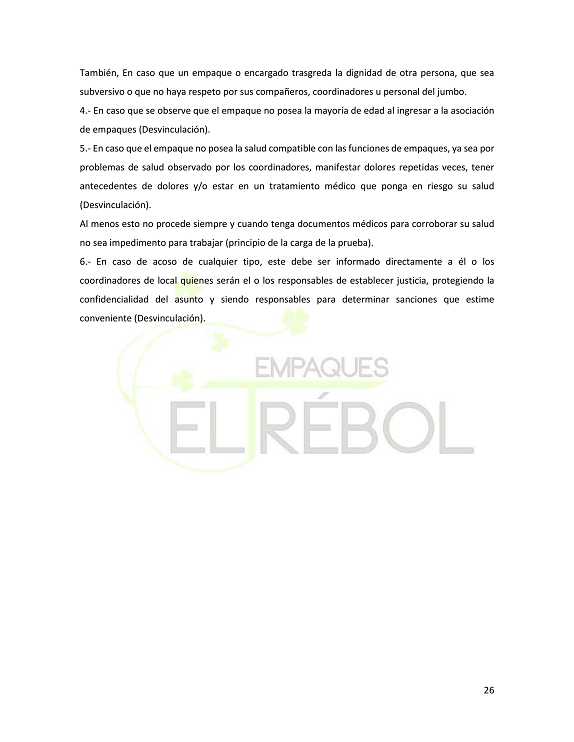 También, En caso que un empaque o encargado trasgreda la dignidad de otra persona, que sea
subversivo o que no haya respeto por sus compañeros, coordinadores u personal del jumbo.
4.- En caso que se observe que el empaque no posea la mayoría de edad al ingresar a la asociación
de empaques (Desvinculación).
5.- En caso que el empaque no posea la salud compatible con las funciones de empaques, ya sea por
problemas de salud observado por los coordinadores, manifestar dolores repetidas veces, tener
antecedentes de dolores y/o estar en un tratamiento médico que ponga en riesgo su salud
(Desvinculación).
Al menos esto no procede siempre y cuando tenga documentos médicos para corroborar su salud
no sea impedimento para trabajar (principio de la carga de la prueba).
6.- En caso de acoso de cualquier tipo, este debe ser informado directamente a él o los
coordinadores de local quienes serán el o los responsables de establecer justicia, protegiendo la
confidencialidad del asunto y siendo responsables para determinar sanciones que estime
conveniente (Desvinculación).
EMPAQUES
EL TRÉBOL
26